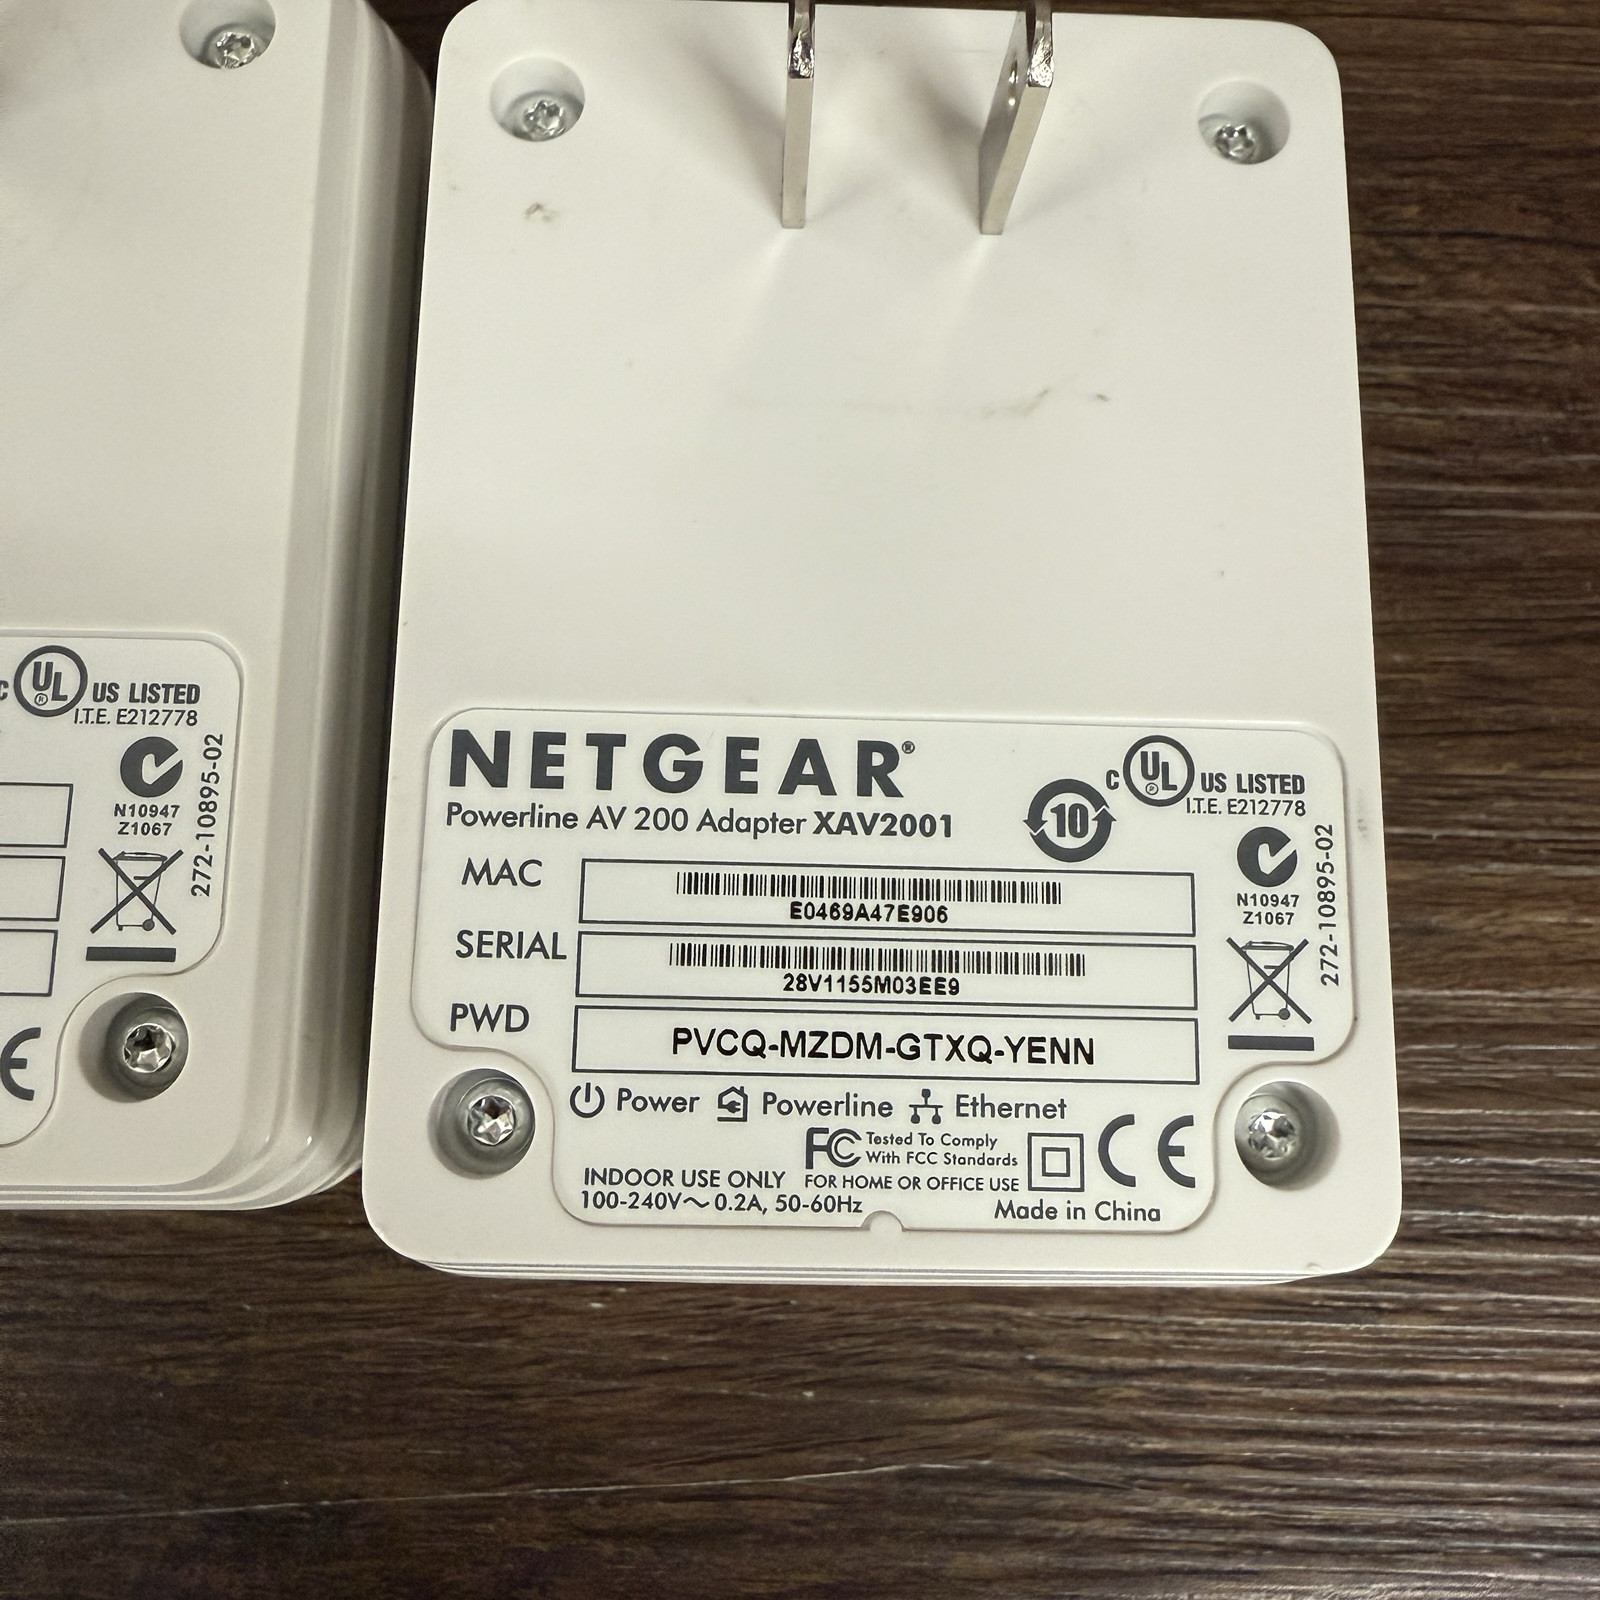 c UL ® US LISTED
I.T.E. E212778
N10947
Z1067
272-10895-02
CE
NETGEAR®
Powerline AV 200 Adapter XAV2001
10
c UL ® US LISTED
I.T.E. E212778
N10947
Z1067
272-10895-02
MAC
E0469A47E906
SERIAL
28V1155M03EE9
PWD
PVCQ-MZDM-GTXQ-YENN
Power Powerline Ethernet
FC Tested To Comply
With FCC Standards
FOR HOME OR OFFICE USE
CE
INDOOR USE ONLY
100-240V~ 0.2A, 50-60Hz
Made in China